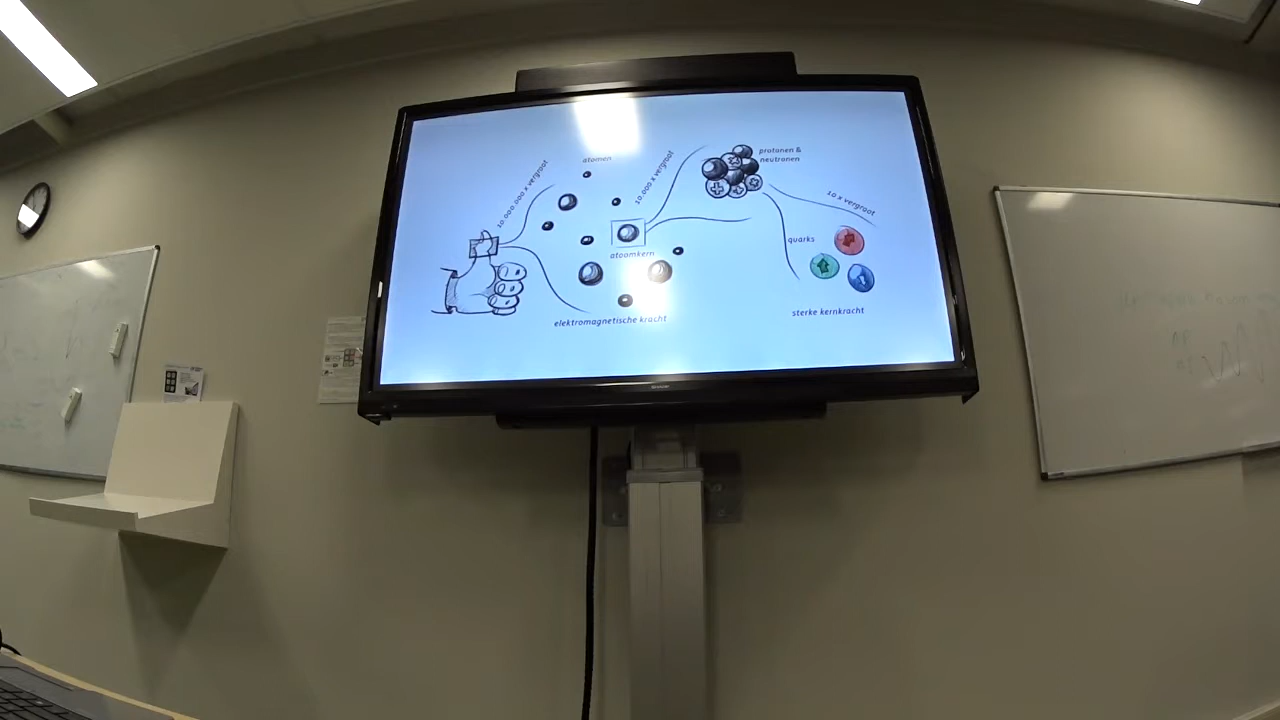 10.000.000 x vergroot
atomen
10.000 x vergroot
protonen &
neutronen
10 x vergroot
atoomkern
quarks
elektromagnetische kracht
sterke kernkracht